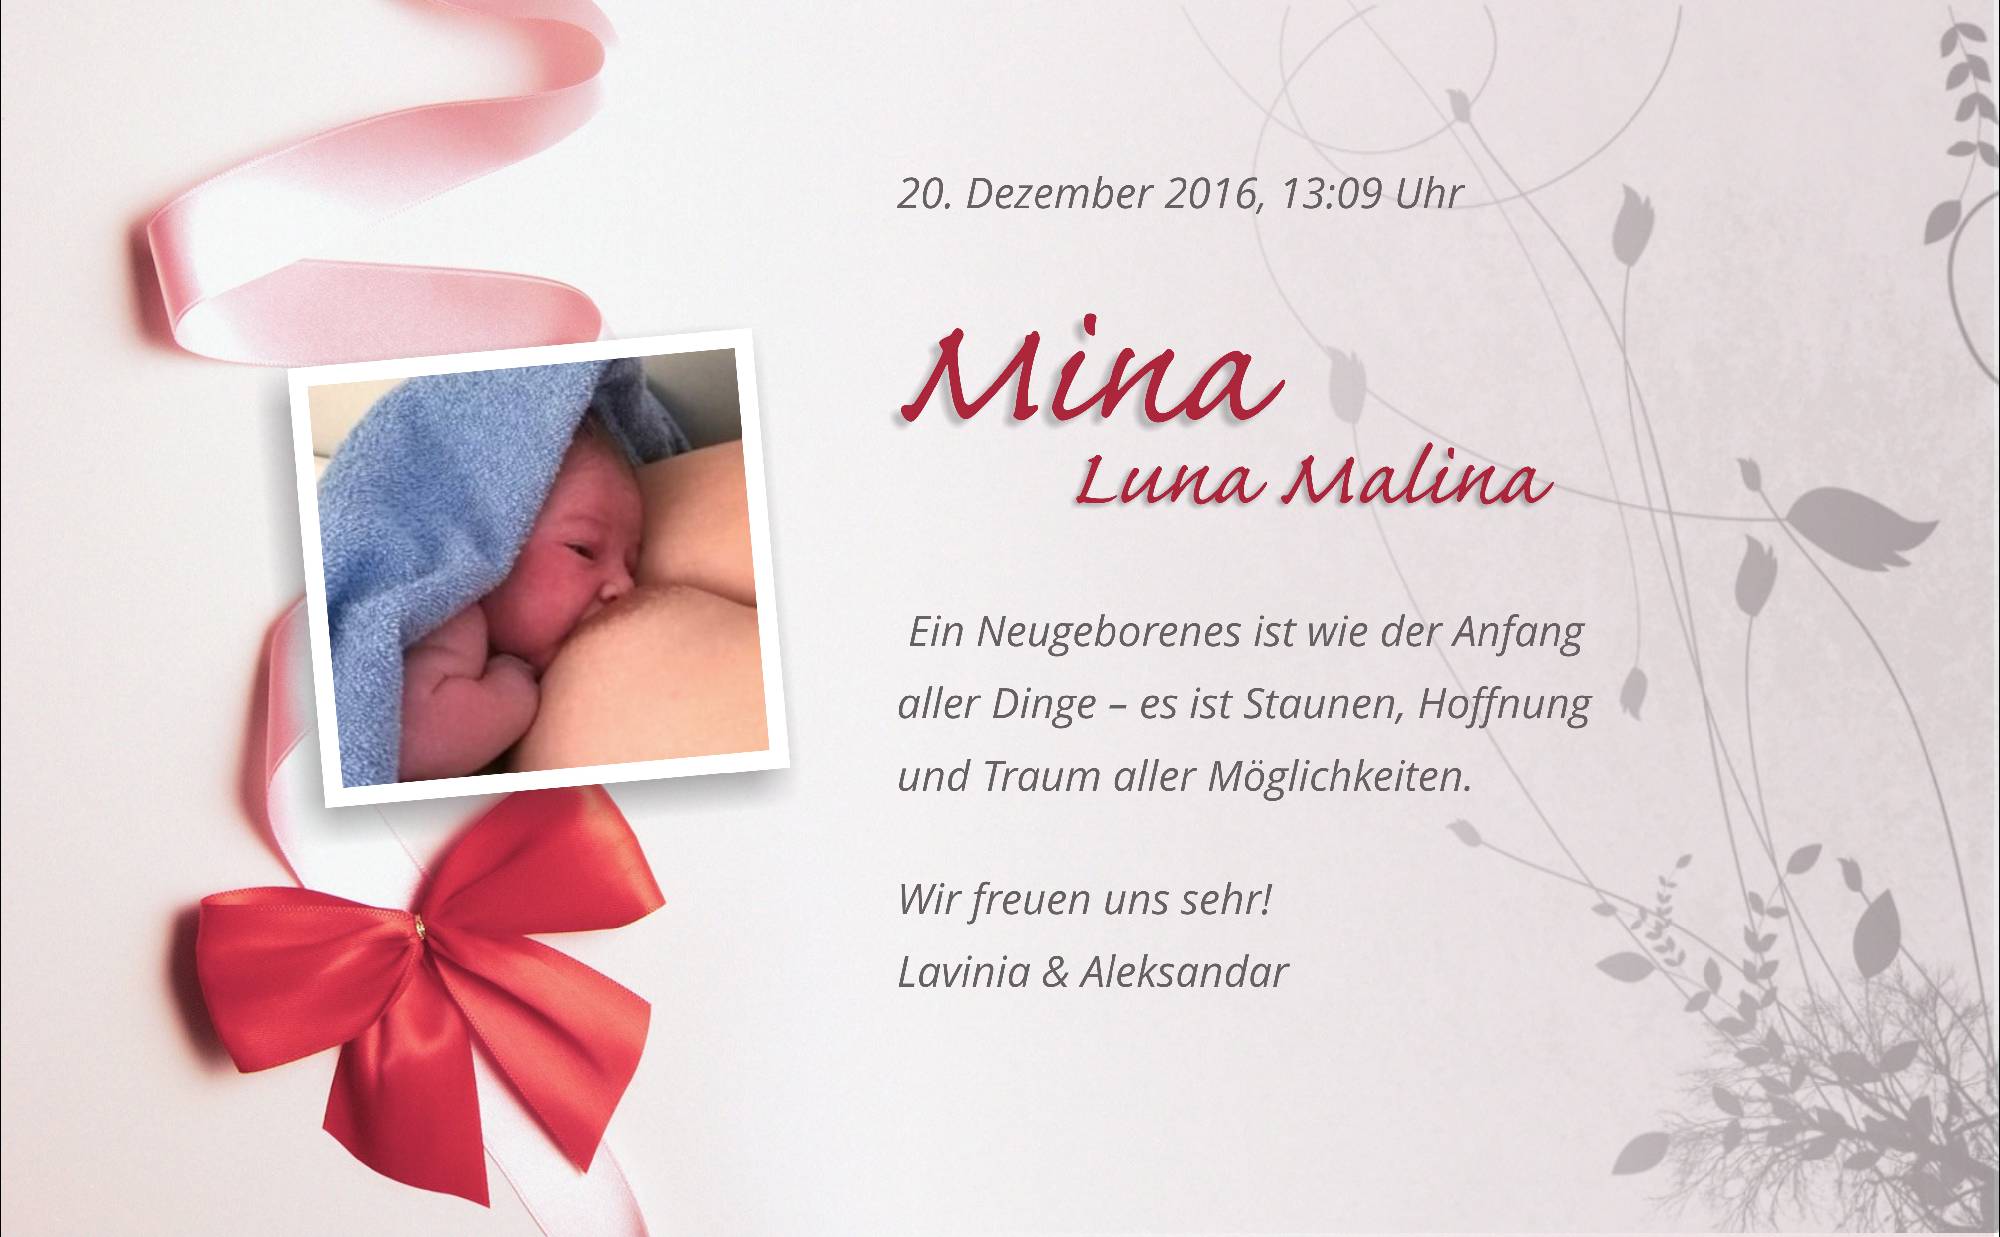 20. Dezember 2016, 13:09 Uhr
Mina
Luna Malina
Ein Neugeborenes ist wie der Anfang
aller Dinge – es ist Staunen, Hoffnung
und Traum aller Möglichkeiten.
Wir freuen uns sehr!
Lavinia & Aleksandar